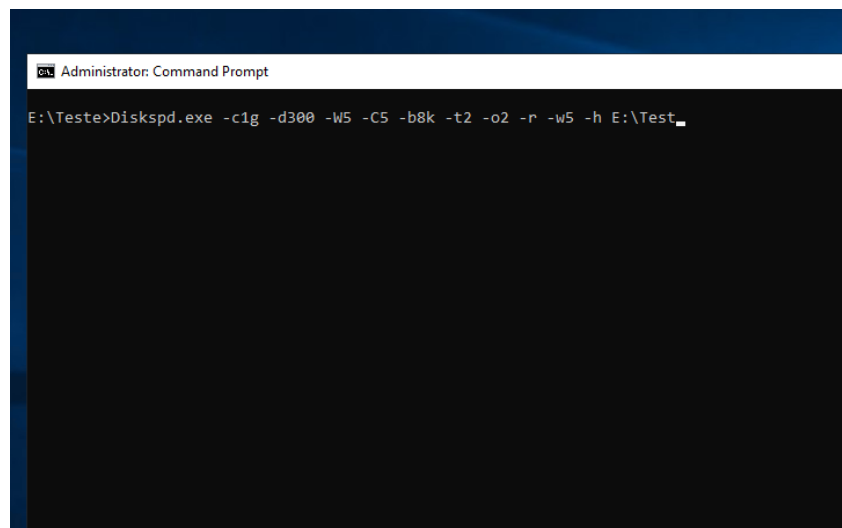 Administrator: Command Prompt
E:\Teste>Diskspd.exe -c1g -d300 -W5 -C5 -b8k -t2 -o2 -r -w5 -h E:\Test